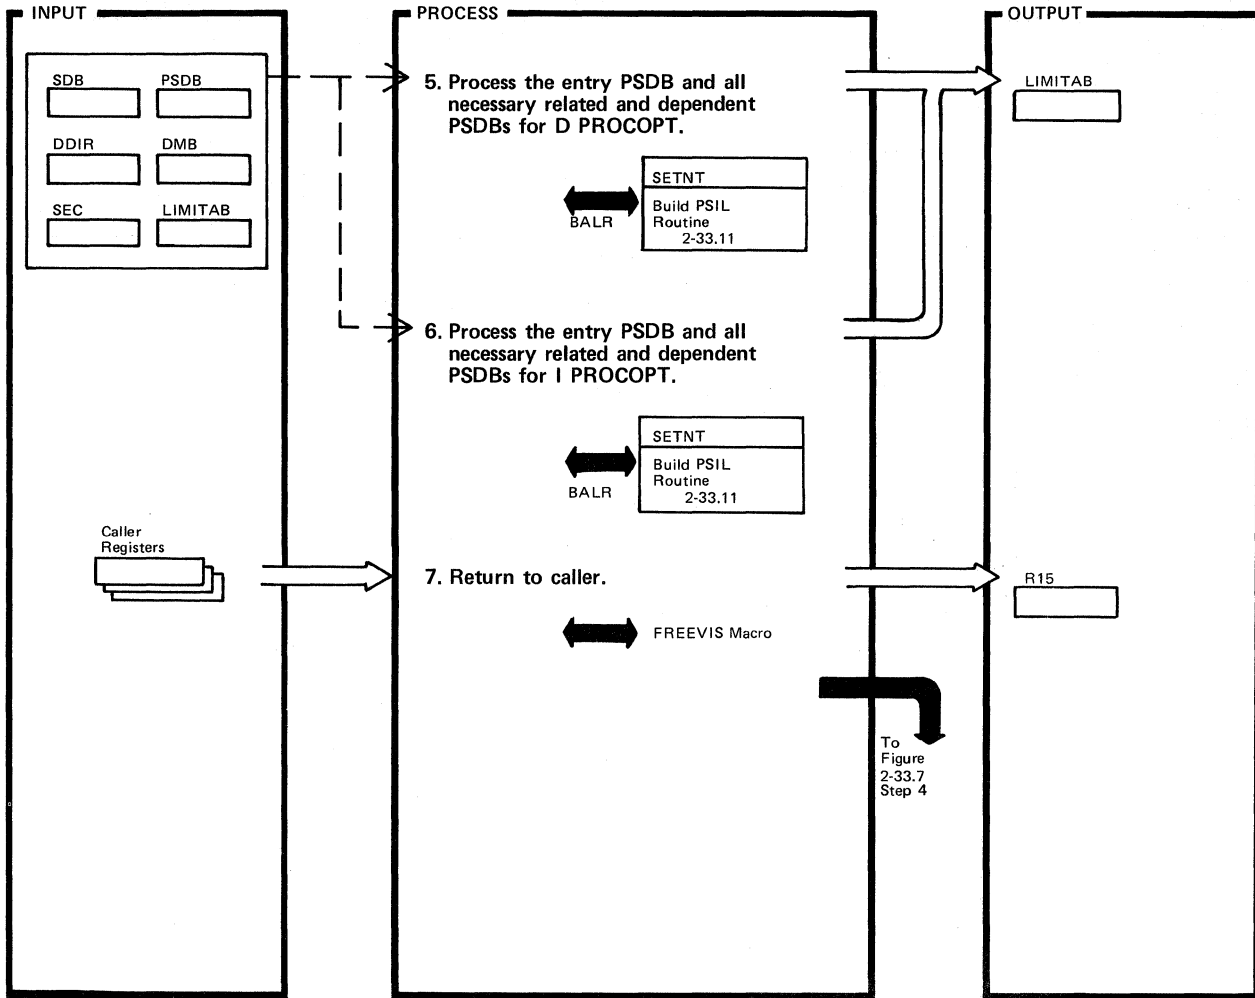 INPUT
PROCESS
OUTPUT
SDB
PSDB
DDIR
DMB
SEC
LIMITAB
5. Process the entry PSDB and all
necessary related and dependent
PSDBs for D PROCOPT.
LIMITAB
BALR
SETNT
Build PSIL
Routine
2-33.11
6. Process the entry PSDB and all
necessary related and dependent
PSDBs for I PROCOPT.
BALR
SETNT
Build PSIL
Routine
2-33.11
Caller
Registers
7. Return to caller.
R15
FREEVIS Macro
To
Figure
2-33.7
Step 4